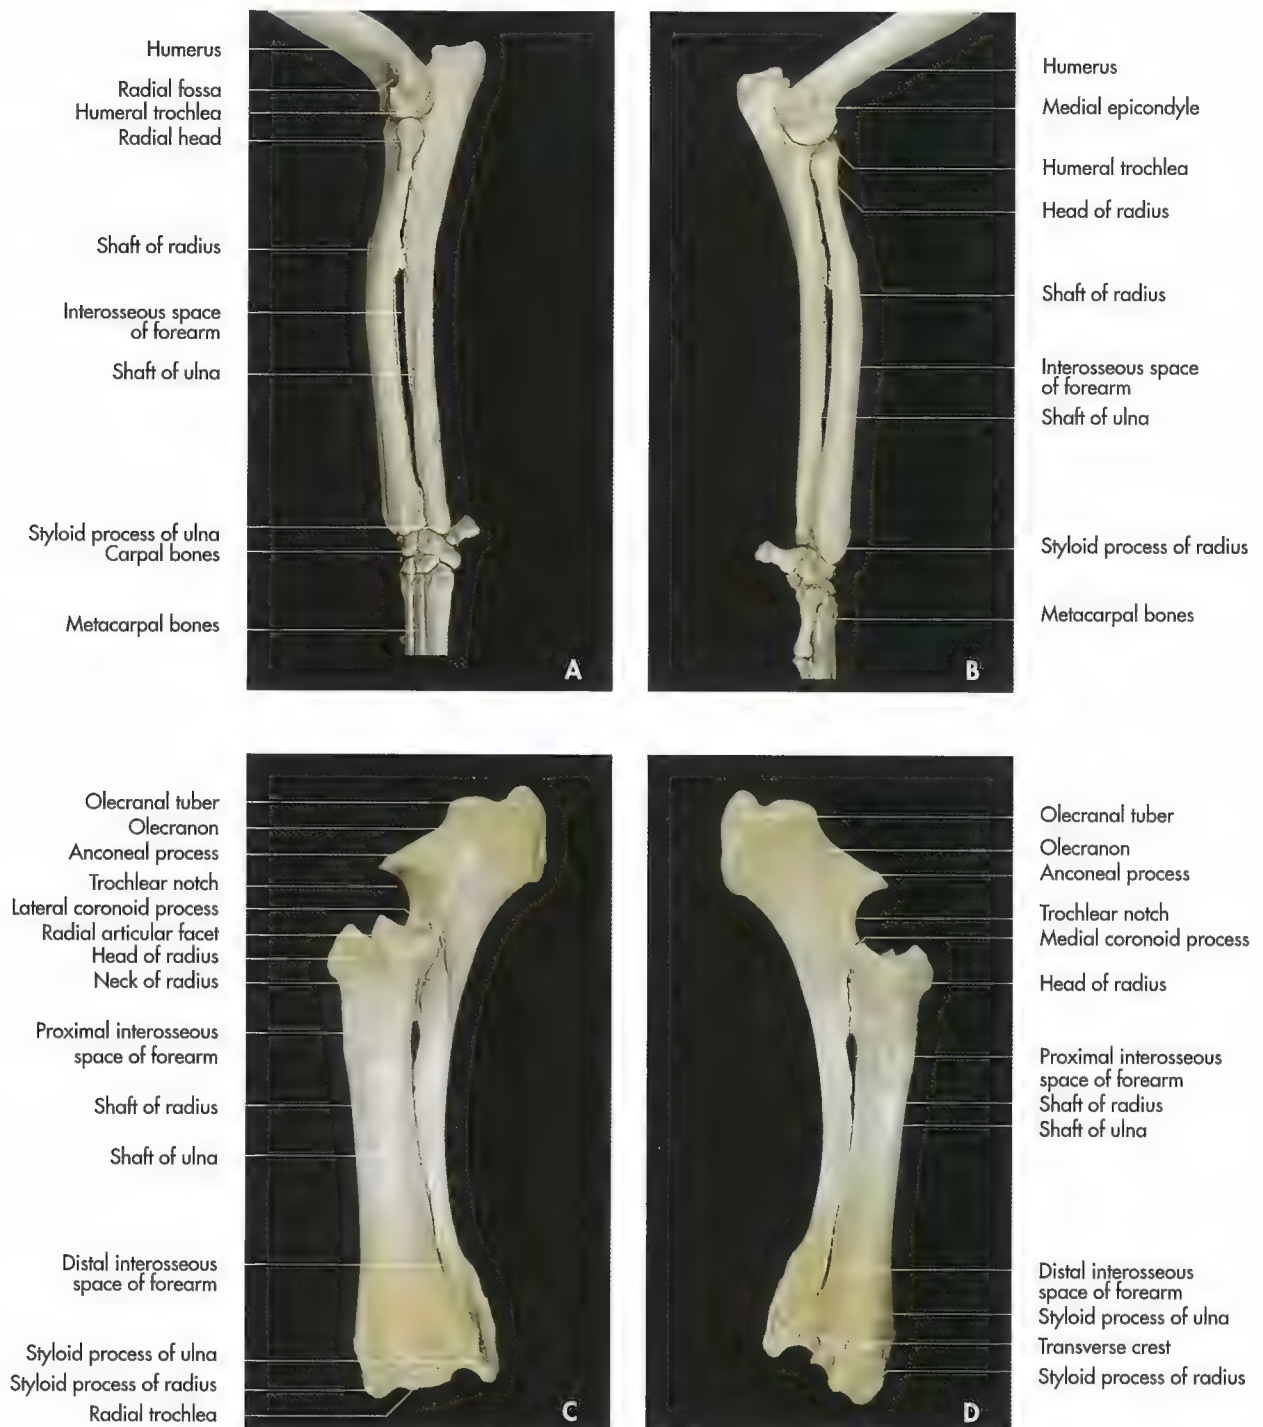 Humerus
Radial fossa
Humeral trochlea
Radial head
Shaft of radius
Interosseous space
of forearm
Shaft of ulna
Styloid process of ulna
Carpal bones
Metacarpal bones
A
Humerus
Medial epicondyle
Humeral trochlea
Head of radius
Shaft of radius
Interosseous space
of forearm
Shaft of ulna
Styloid process of radius
Metacarpal bones
B
Olecranal tuber
Olecranon
Anconeal process
Trochlear notch
Lateral coronoid process
Radial articular facet
Head of radius
Neck of radius
Proximal interosseous
space of forearm
Shaft of radius
Shaft of ulna
Distal interosseous
space of forearm
Styloid process of ulna
Styloid process of radius
Radial trochlea
C
Olecranal tuber
Olecranon
Anconeal process
Trochlear notch
Medial coronoid process
Head of radius
Proximal interosseous
space of forearm
Shaft of radius
Shaft of ulna
Distal interosseous
space of forearm
Styloid process of ulna
Transverse crest
Styloid process of radius
D